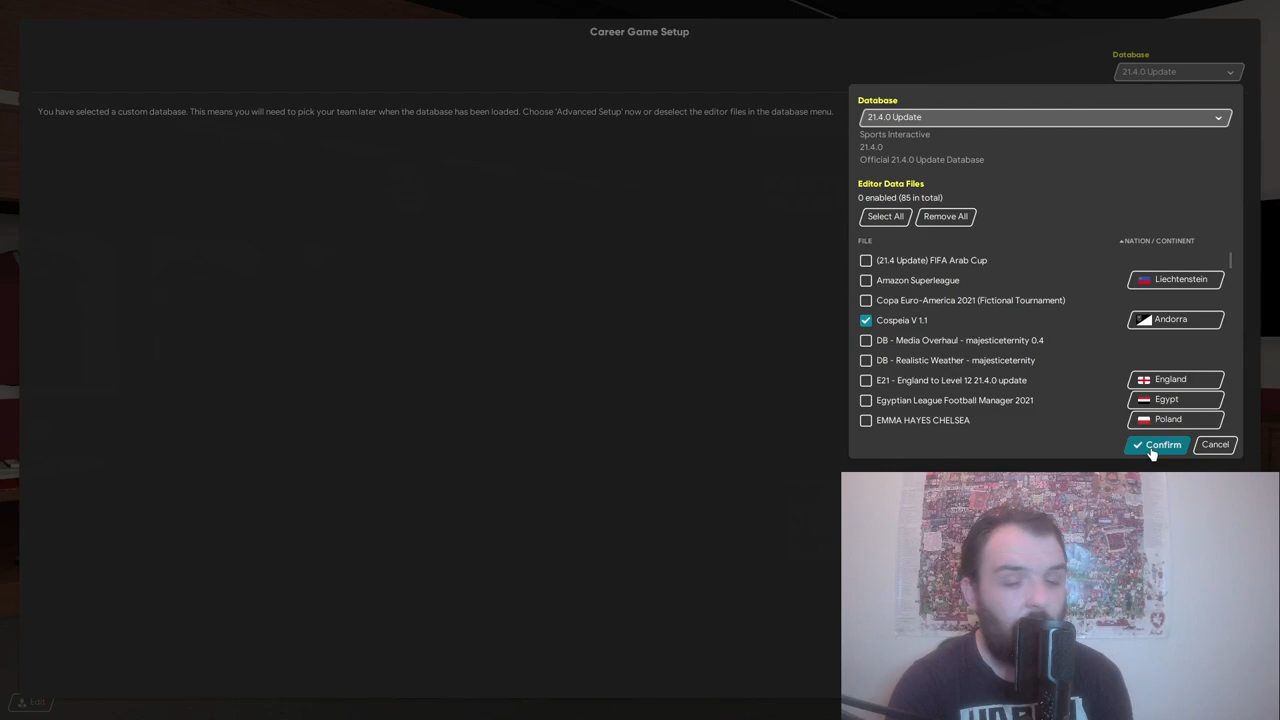 Career Game Setup
Database
21.4.0 Update
You have selected a custom database. This means you will need to pick your team later when the database has been loaded. Choose 'Advanced Setup' now or deselect the editor files in the database menu.
Database
21.4.0 Update
Sports Interactive
21.4.0
Official 21.4.0 Update Database
Editor Data Files
0 enabled (85 in total)
Select All Remove All
FILE NATION / CONTINENT
(21.4 Update) FIFA Arab Cup
Amazon Superleague Liechtenstein
Copa Euro-America 2021 (Fictional Tournament)
Cospeia V 1.1 Andorra
DB - Media Overhaul - majesticeternity 0.4
DB - Realistic Weather - majesticeternity
E21 - England to Level 12 21.4.0 update England
Egyptian League Football Manager 2021 Egypt
EMMA HAYES CHELSEA Poland
Confirm Cancel
Edit